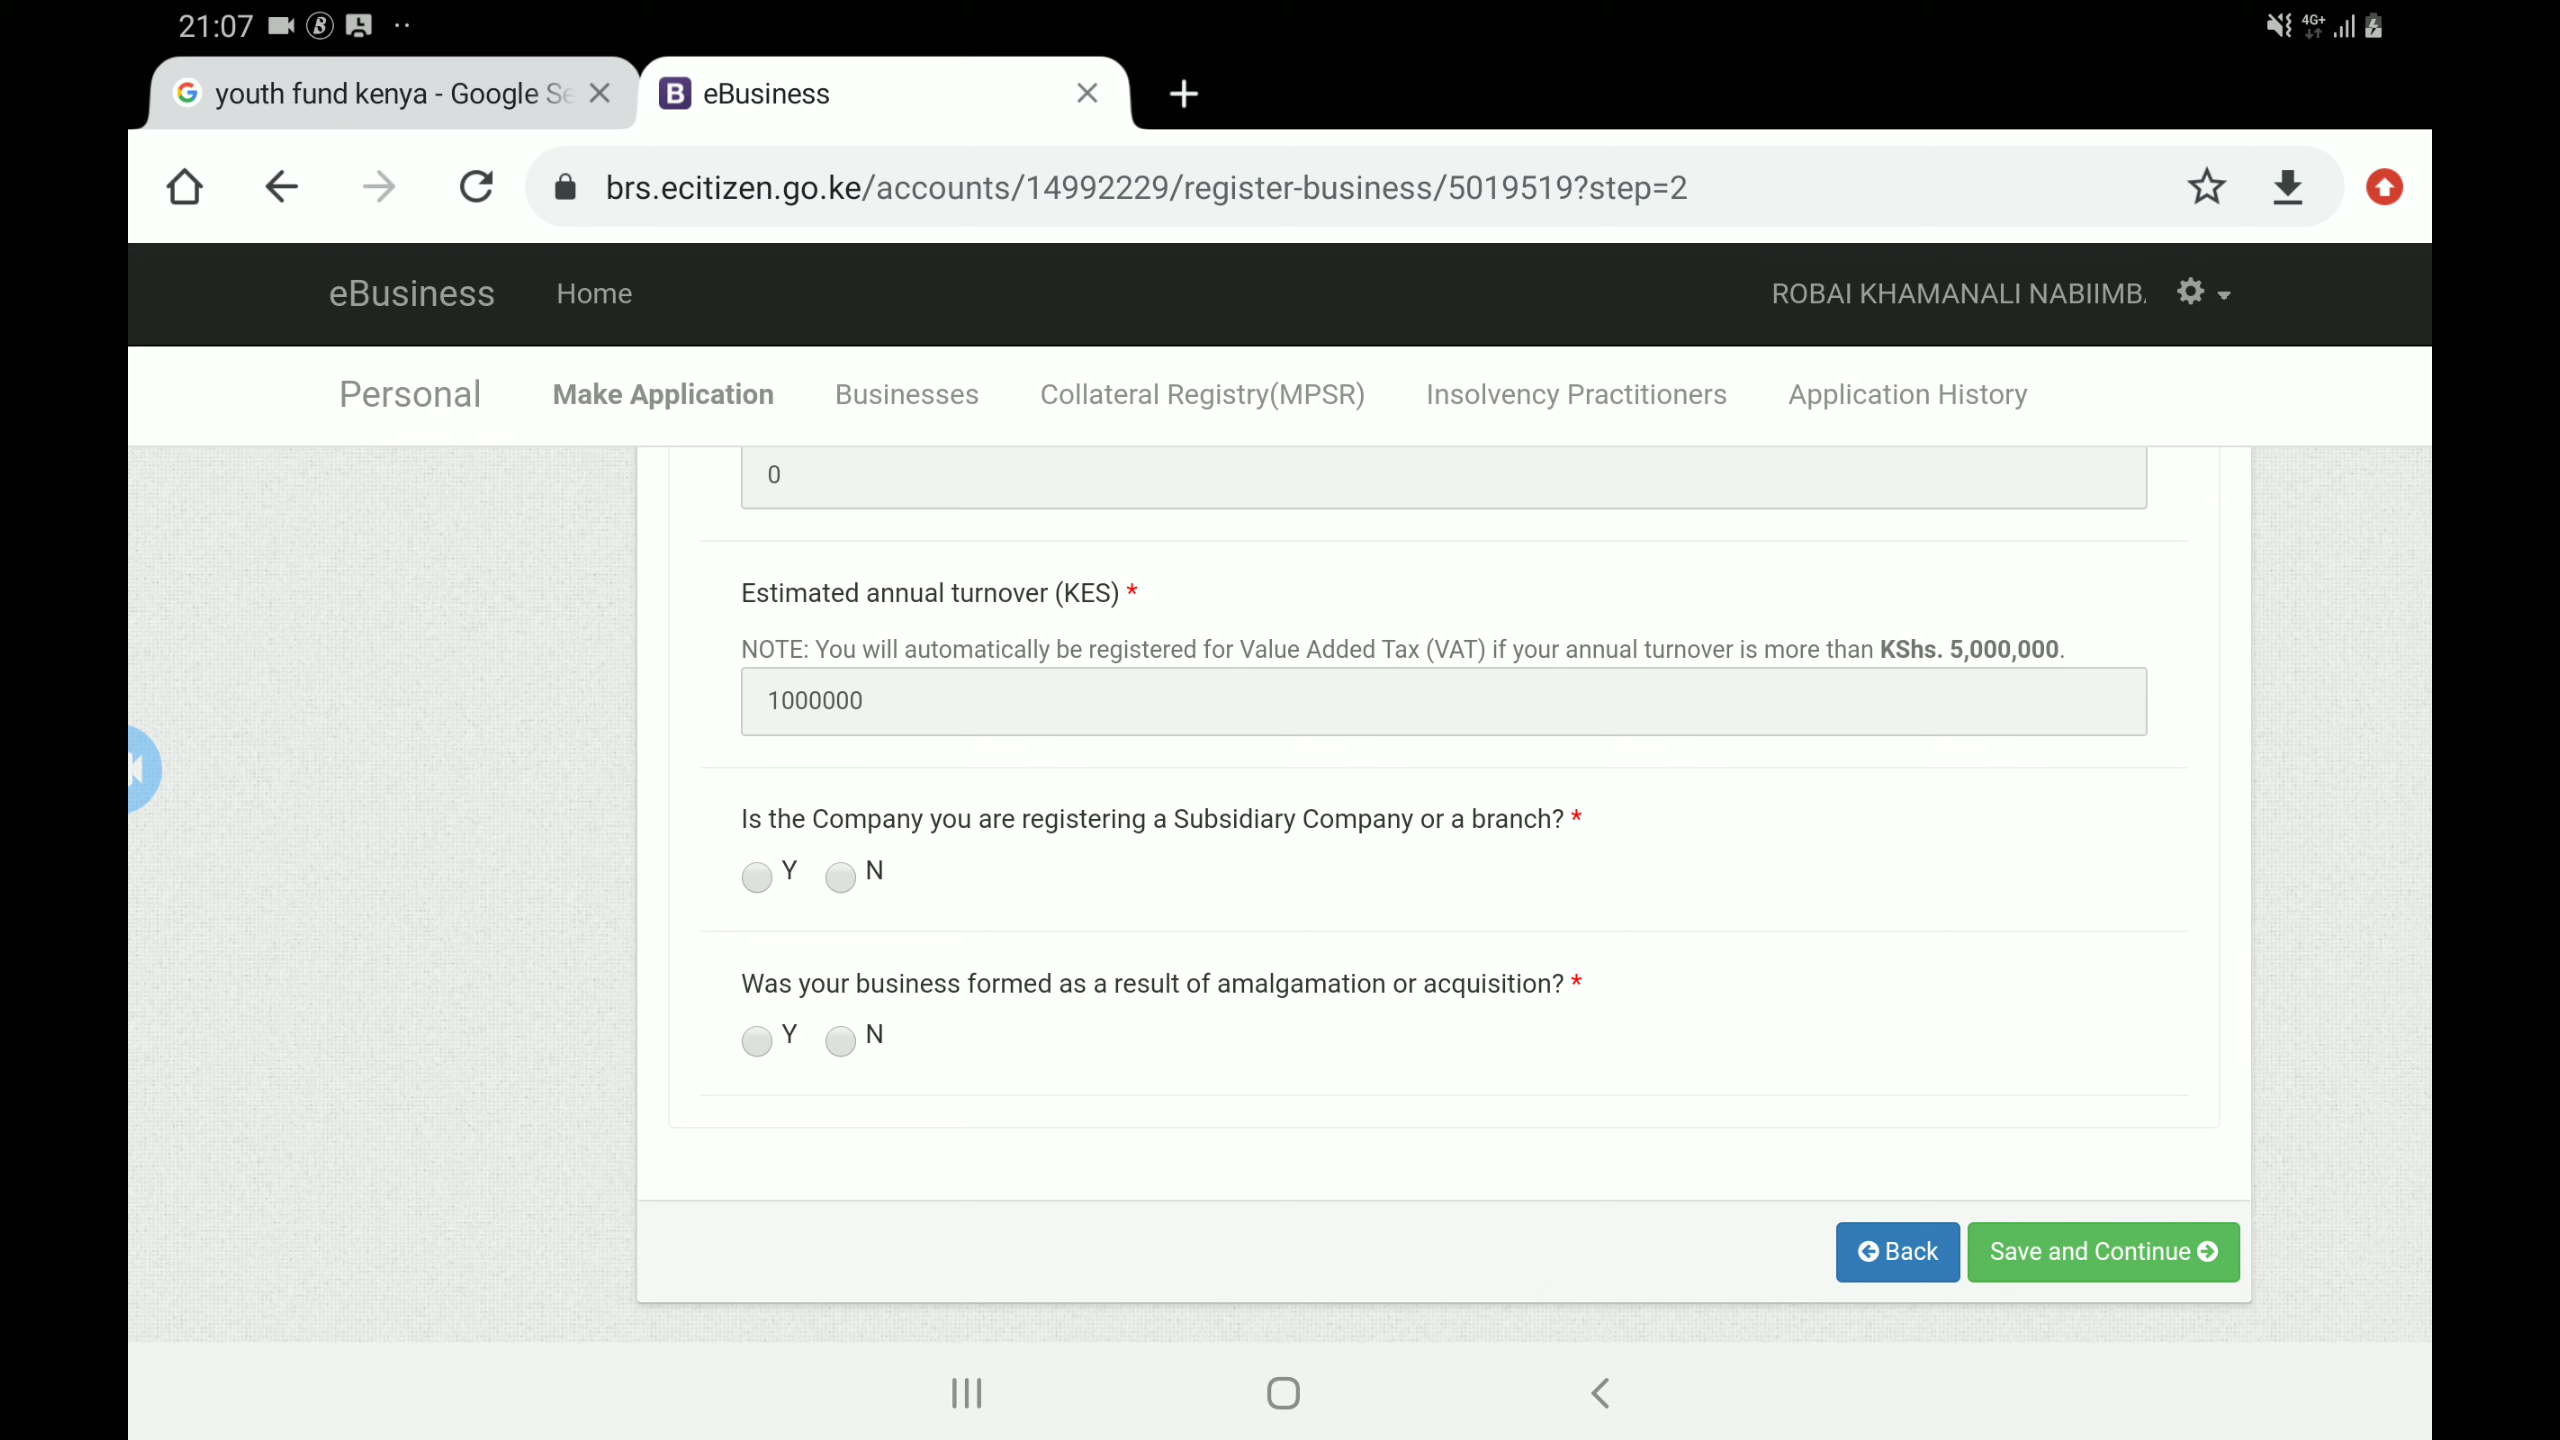 21:07
4G+
youth fund kenya - Google Se
eBusiness
brs.ecitizen.go.ke/accounts/14992229/register-business/5019519?step=2
eBusiness Home ROBAI KHAMANALI NABIIMB
Personal Make Application Businesses Collateral Registry(MPSR) Insolvency Practitioners Application History
0
Estimated annual turnover (KES) *
NOTE: You will automatically be registered for Value Added Tax (VAT) if your annual turnover is more than KShs. 5,000,000.
1000000
Is the Company you are registering a Subsidiary Company or a branch? *
Y N
Was your business formed as a result of amalgamation or acquisition? *
Y N
Back Save and Continue